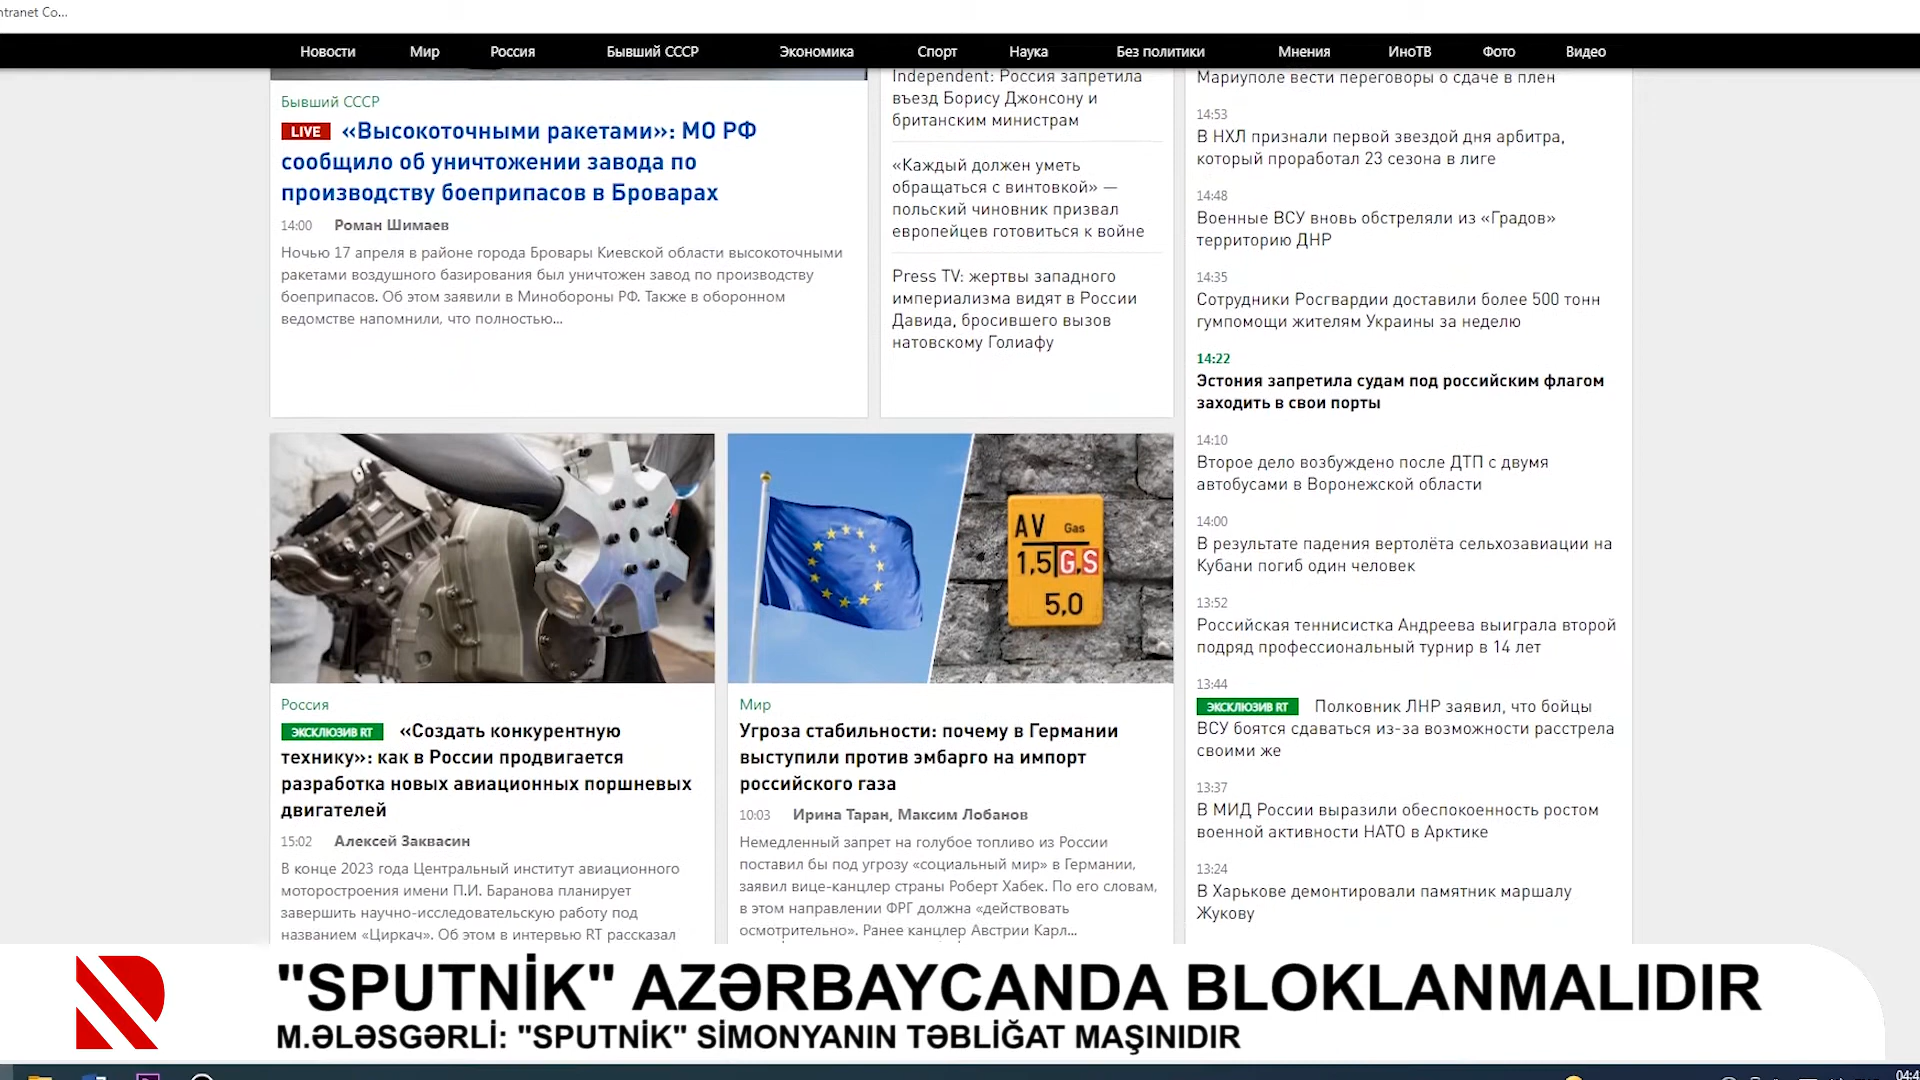 ntranet Co...
Новости Мир Россия Бывший СССР Экономика Спорт Наука Без политики Мнения ИноТВ Фото Видео
Бывший СССР
LIVE «Высокоточными ракетами»: МО РФ
сообщило об уничтожении завода по
производству боеприпасов в Броварах
14:00 Роман Шимаев
Ночью 17 апреля в районе города Бровары Киевской области высокоточными
ракетами воздушного базирования был уничтожен завод по производству
боеприпасов. Об этом заявили в Минобороны РФ. Также в оборонном
ведомстве напомнили, что полностью...
Independent: Россия запретила
въезд Борису Джонсону и
британским министрам
«Каждый должен уметь
обращаться с винтовкой» —
польский чиновник призвал
европейцев готовиться к войне
Press TV: жертвы западного
империализма видят в России
Давида, бросившего вызов
натовскому Голиафу
Мариуполе вести переговоры о сдаче в плен
14:53
В НХЛ признали первой звездой дня арбитра,
который проработал 23 сезона в лиге
14:48
Военные ВСУ вновь обстреляли из «Градов»
территорию ДНР
14:35
Сотрудники Росгвардии доставили более 500 тонн
гумпомощи жителям Украины за неделю
14:22
Эстония запретила судам под российским флагом
заходить в свои порты
14:10
Второе дело возбуждено после ДТП с двумя
автобусами в Воронежской области
14:00
В результате падения вертолёта сельхозавиации на
Кубани погиб один человек
13:52
Российская теннисистка Андреева выиграла второй
подряд профессиональный турнир в 14 лет
13:44
ЭКСКЛЮЗИВ RT Полковник ЛНР заявил, что бойцы
ВСУ боятся сдаваться из-за возможности расстрела
своими же
13:37
В МИД России выразили обеспокоенность ростом
военной активности НАТО в Арктике
13:24
В Харькове демонтировали памятник маршалу
Жукову
AV Gas
1,5 G,S
5,0
Россия
ЭКСКЛЮЗИВ RT «Создать конкурентную
технику»: как в России продвигается
разработка новых авиационных поршневых
двигателей
15:02 Алексей Заквасин
В конце 2023 года Центральный институт авиационного
моторостроения имени П.И. Баранова планирует
завершить научно-исследовательскую работу под
названием «Циркач». Об этом в интервью RT рассказал
Мир
Угроза стабильности: почему в Германии
выступили против эмбарго на импорт
российского газа
10:03 Ирина Таран, Максим Лобанов
Немедленный запрет на голубое топливо из России
поставил бы под угрозу «социальный мир» в Германии,
заявил вице-канцлер страны Роберт Хабек. По его словам,
в этом направлении ФРГ должна «действовать
осмотрительно». Ранее канцлер Австрии Карл...
"SPUTNİK" AZƏRBAYCANDA BLOKLANMALIDIR
M.ƏLƏSGƏRLİ: "SPUTNİK" SİMONYANIN TƏBLİĞAT MAŞINIDIR